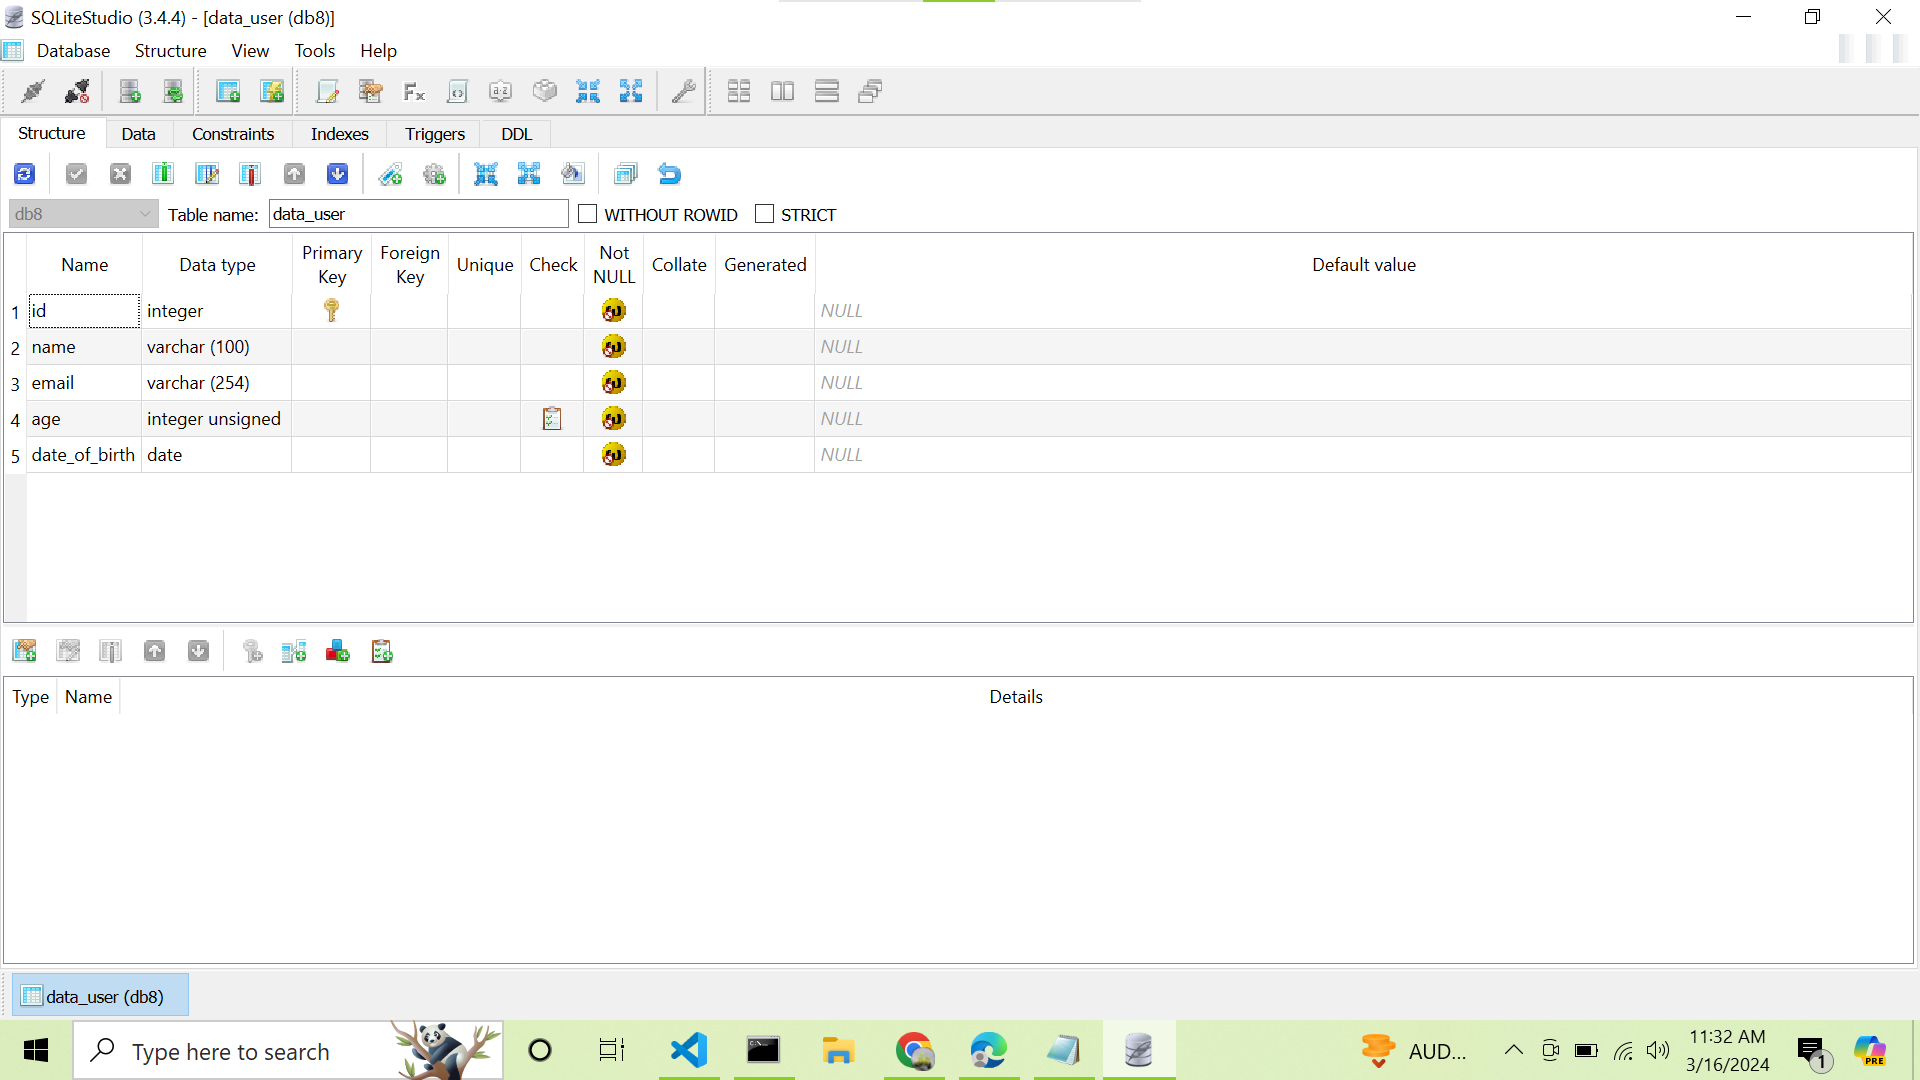 SQLiteStudio (3.4.4) - [data_user (db8)]
Database Structure View Tools Help
Structure Data Constraints Indexes Triggers DDL
db8 Table name: data_user WITHOUT ROWID STRICT
Name Data type Primary Key Foreign Key Unique Check Not NULL Collate Generated Default value
1 id integer NULL
2 name varchar (100) NULL
3 email varchar (254) NULL
4 age integer unsigned NULL
5 date_of_birth date NULL
Type Name Details
data_user (db8)
Type here to search AUD... 11:32 AM
3/16/2024 1 PRE